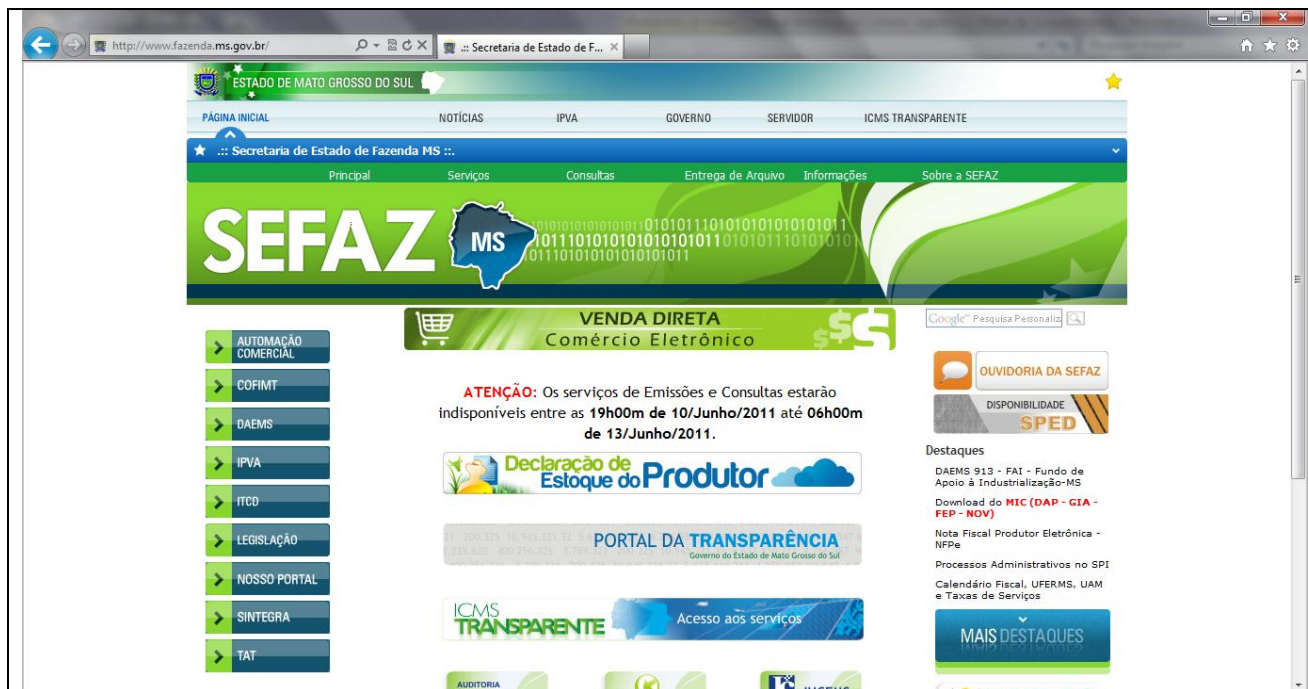 http://www.fazenda.ms.gov.br/
.:: Secretaria de Estado de F...
ESTADO DE MATO GROSSO DO SUL
PÁGINA INICIAL
NOTÍCIAS
IPVA
GOVERNO
SERVIDOR
ICMS TRANSPARENTE
.:: Secretaria de Estado de Fazenda MS ::.
Principal
Serviços
Consultas
Entrega de Arquivo
Informações
Sobre a SEFAZ
SEFAZ
MS
AUTOMAÇÃO
COMERCIAL
COFIMT
DAEMS
IPVA
ITCD
LEGISLAÇÃO
NOSSO PORTAL
SINTEGRA
TAT
VENDA DIRETA
Comércio Eletrônico
ATENÇÃO: Os serviços de Emissões e Consultas estarão
indisponíveis entre as 19h00m de 10/Junho/2011 até 06h00m
de 13/Junho/2011.
Declaração de
Estoque do Produtor
PORTAL DA TRANSPARÊNCIA
Governo do Estado de Mato Grosso do Sul
ICMS
TRANSPARENTE
Acesso aos serviços
AUDITORIA
Google™ Pesquisa Personaliz
OUVIDORIA DA SEFAZ
DISPONIBILIDADE
SPED
Destaques
DAEMS 913 - FAI - Fundo de
Apoio à Industrialização-MS
Download do MIC (DAP - GIA -
FEP - NOV)
Nota Fiscal Produtor Eletrônica -
NFPe
Processos Administrativos no SPI
Calendário Fiscal, UFERMS, UAM
e Taxas de Serviços
MAIS DESTAQUES